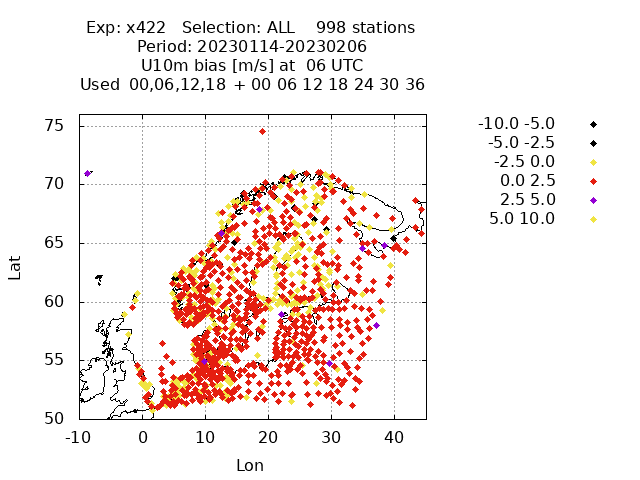 Exp: x422 Selection: ALL 998 stations
Period: 20230114-20230206
U10m bias [m/s] at 06 UTC
Used 00,06,12,18 + 00 06 12 18 24 30 36
-10.0 -5.0
-5.0 -2.5
-2.5 0.0
0.0 2.5
2.5 5.0
5.0 10.0
75
70
65
60
55
50
Lat
-10 0 10 20 30 40
Lon